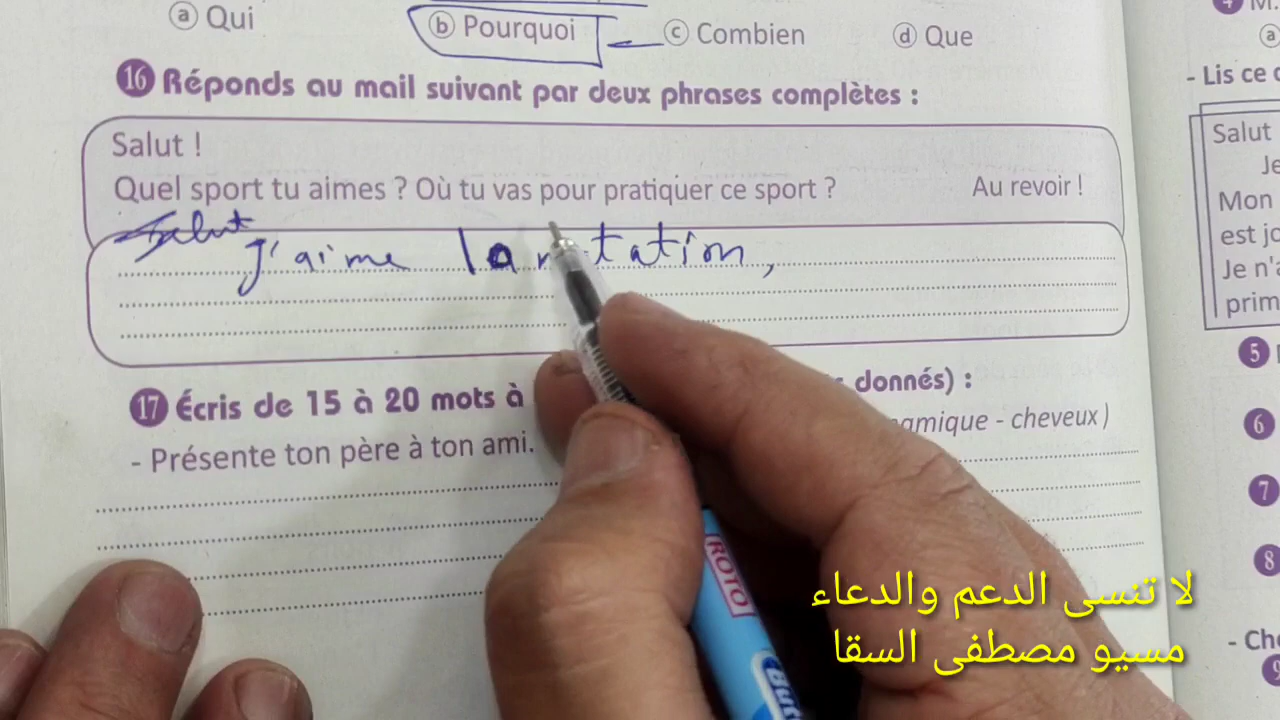 ⓐ Qui ⓑ Pourquoi ⓒ Combien ⓓ Que
16 Réponds au mail suivant par deux phrases complètes :
Salut !
Quel sport tu aimes ? Où tu vas pour pratiquer ce sport ? Au revoir !
Salut
J'aime la natation,
17 Écris de 15 à 20 mots à donnés) :
- Présente ton père à ton ami. - cheveux)
- Lis ce
Salut
Je
Mon
est
Je n'a
prim
5
6
7
8
لا تنسى الدعم والدعاء
مسيو مصطفى السقا
ROTO